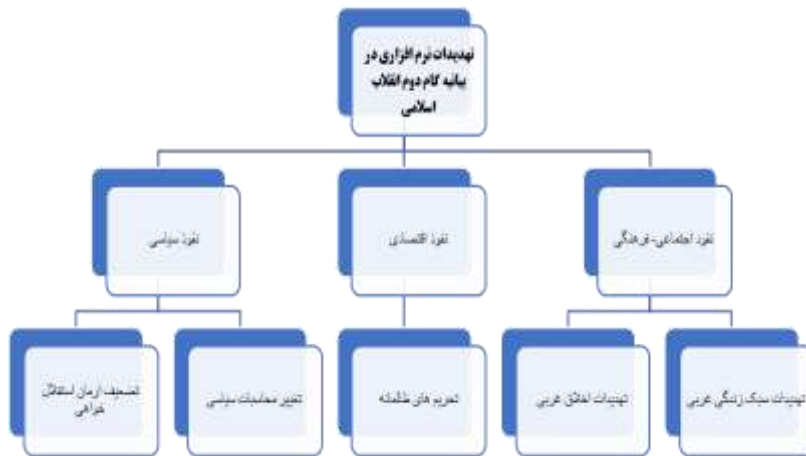 تهدیدات نرم افزاری در
بیانیه گام دوم انقلاب
اسلامی
نفوذ اجتماعی- فرهنگی
نفوذ اقتصادی
نفوذ سیاسی
تهدیدات سبک زندگی غربی
تهدیدات اخلاق غربی
تحریم های ظالمانه
تغییر محاسبات سیاسی
تضعیف آرمان استقلال
خواهی